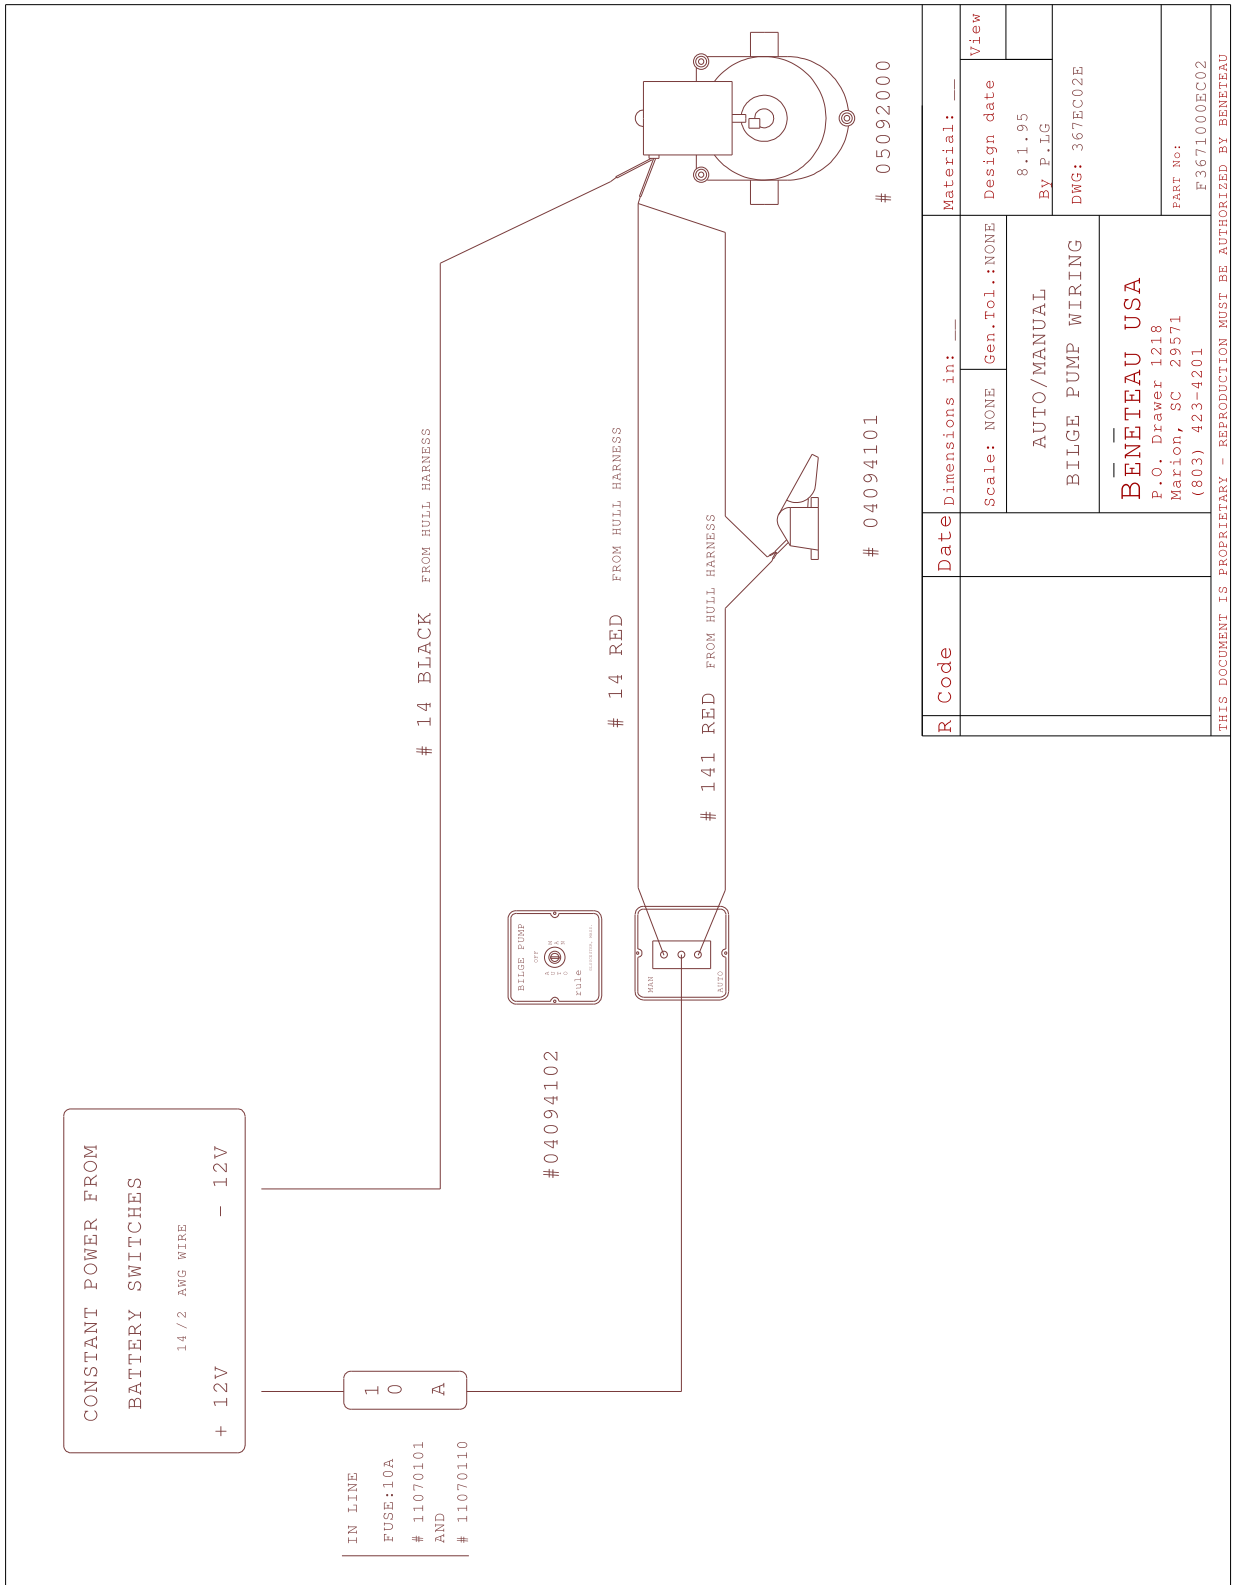 CONSTANT POWER FROM
BATTERY SWITCHES
14/2 AWG WIRE
+ 12V
- 12V
IN LINE
FUSE:10A
# 11070101
AND
# 11070110
10 A
#04094102
BILGE PUMP
OFF
MAN
AUTO
rule
MAN
AUTO
# 14 BLACK FROM HULL HARNESS
# 14 RED FROM HULL HARNESS
# 141 RED FROM HULL HARNESS
# 04094101
# 05092000
R Code Date Dimensions in: __ Material: __
Scale: NONE Gen.Tol.:NONE Design date View
8.1.95
By P.LG
AUTO/MANUAL
BILGE PUMP WIRING
DWG: 367EC02E
BENETEAU USA
P.O. Drawer 1218
Marion, SC 29571
(803) 423-4201
PART No:
F3671000EC02
THIS DOCUMENT IS PROPRIETARY - REPRODUCTION MUST BE AUTHORIZED BY BENETEAU